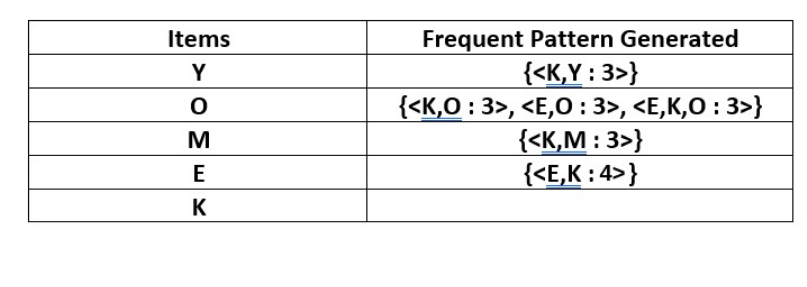 Items Frequent Pattern Generated
Y {<K,Y : 3>}
O {<K,O : 3>, <E,O : 3>, <E,K,O : 3>}
M {<K,M : 3>}
E {<E,K : 4>}
K